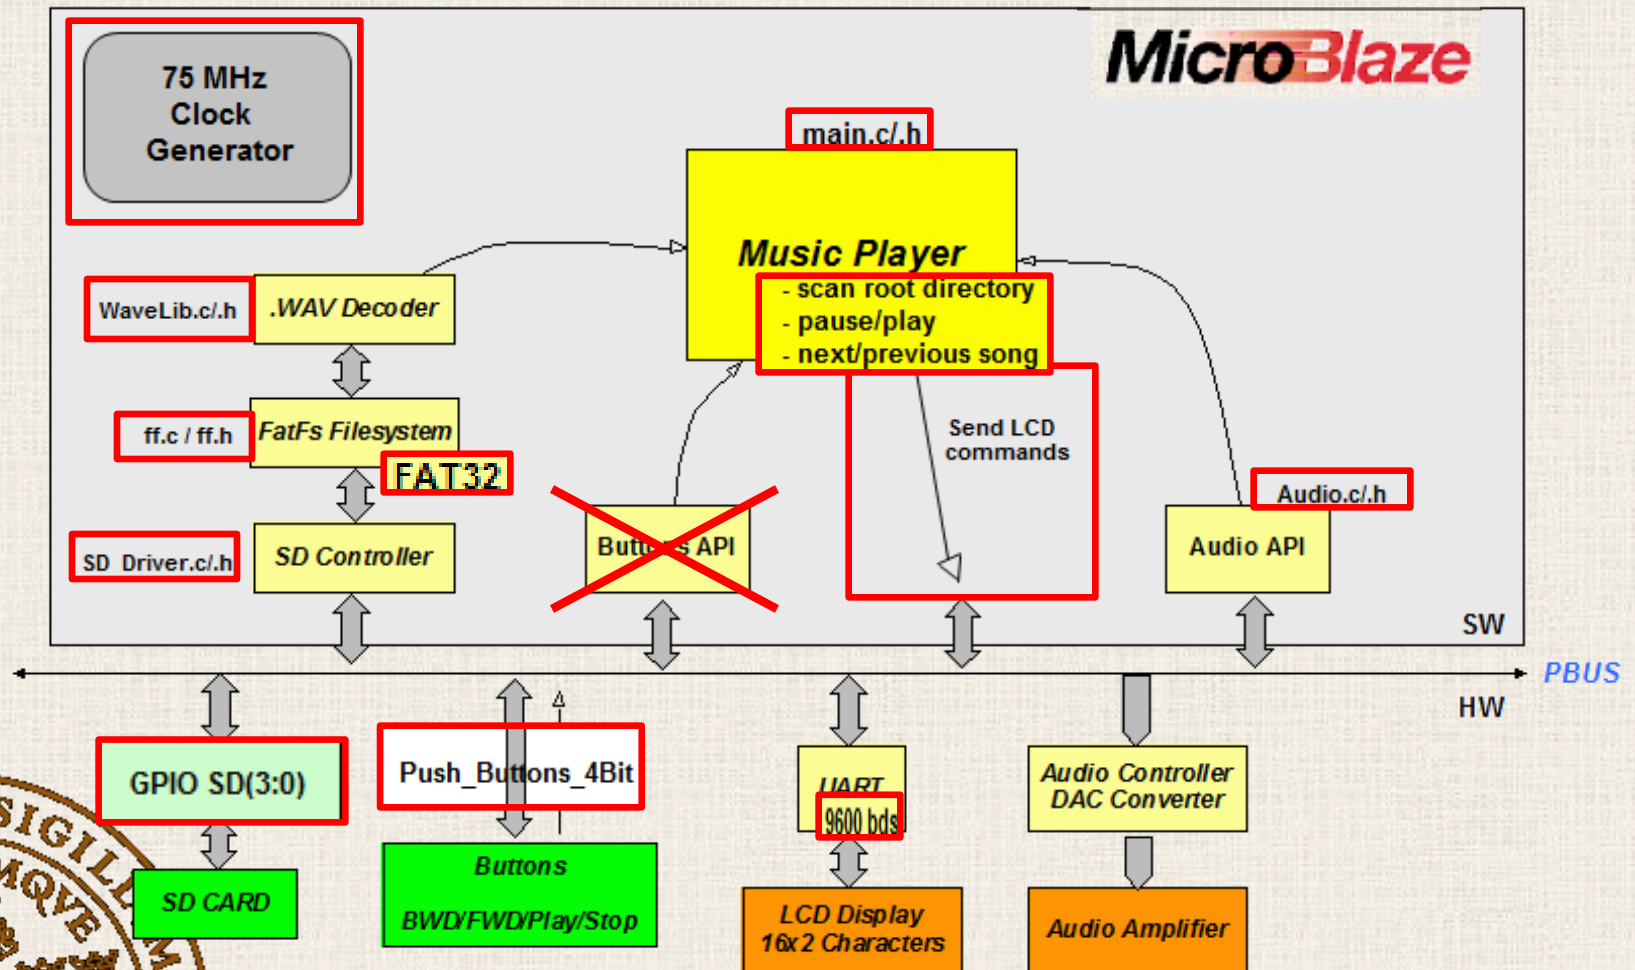 MicroBlaze
75 MHz
Clock
Generator
main.c/.h
Music Player
- scan root directory
- pause/play
- next/previous song
WaveLib.c/.h
.WAV Decoder
ff.c / ff.h
FatFs Filesystem
FAT32
Send LCD
commands
Audio.c/.h
SD_Driver.c/.h
SD Controller
Buttons API
Audio API
SW
PBUS
HW
GPIO SD(3:0)
Push_Buttons_4Bit
UART
9600 bds
Audio Controller
DAC Converter
SD CARD
Buttons
BWD/FWD/Play/Stop
LCD Display
16x2 Characters
Audio Amplifier